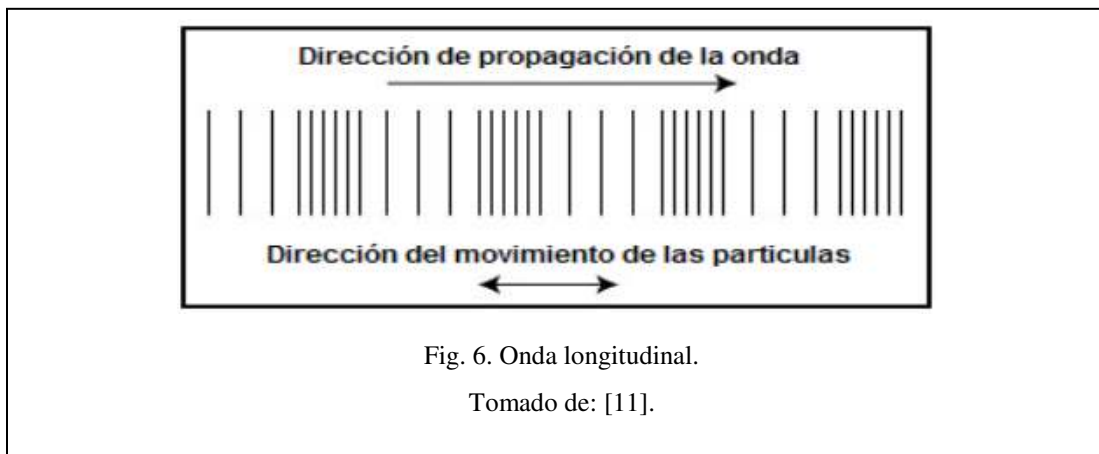 Dirección de propagación de la onda
Dirección del movimiento de las particulas
Fig. 6. Onda longitudinal.
Tomado de: [11].